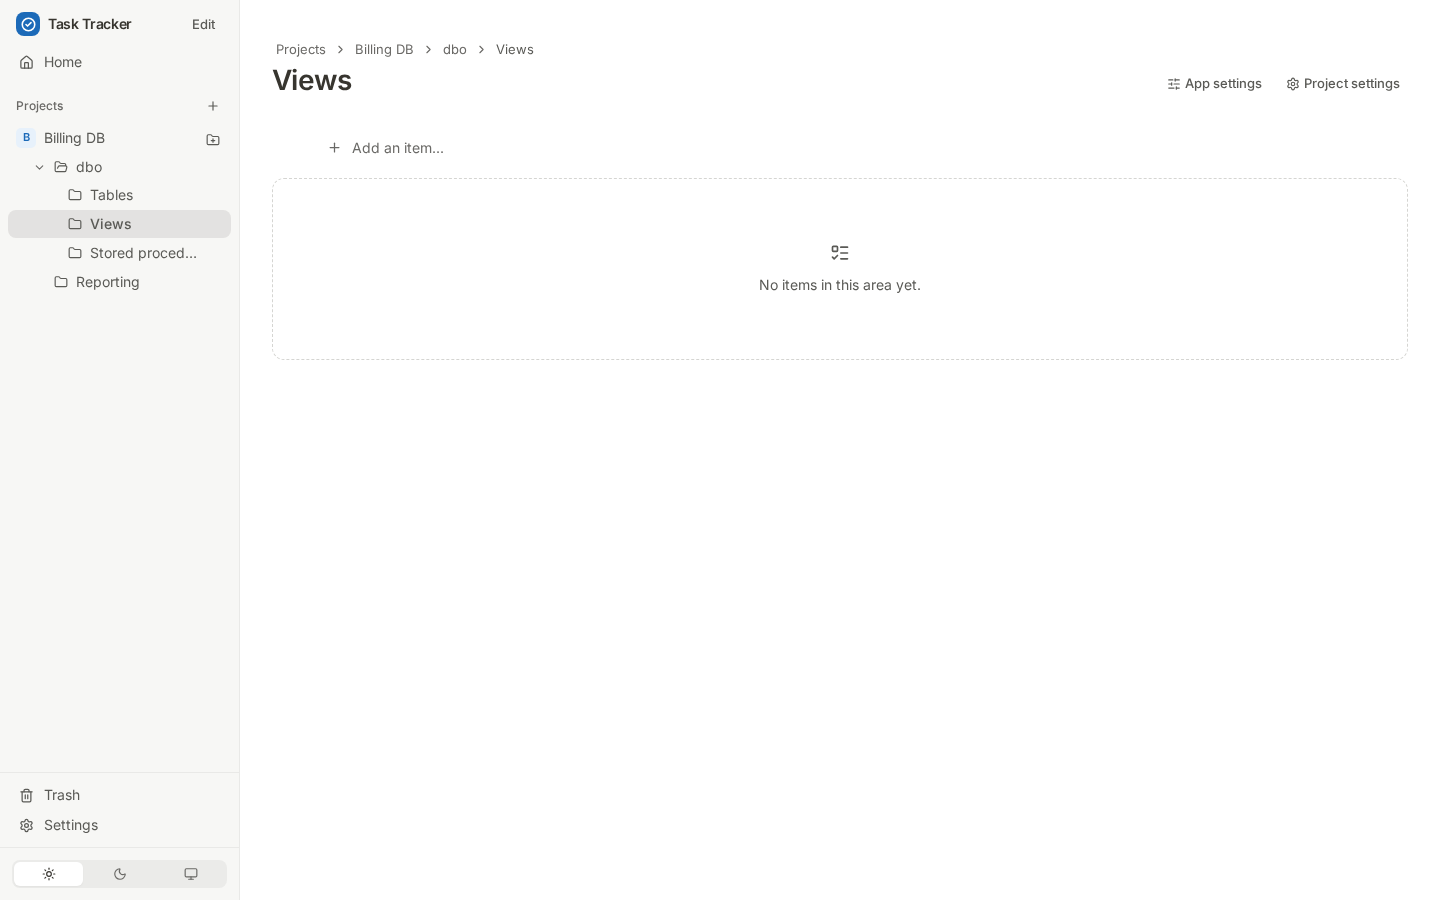 Task Tracker
Edit
Home
Projects
B
Billing DB
dbo
Tables
Views
Stored proced...
Reporting
Trash
Settings
Projects > Billing DB > dbo > Views
Views
App settings
Project settings
Add an item...
No items in this area yet.